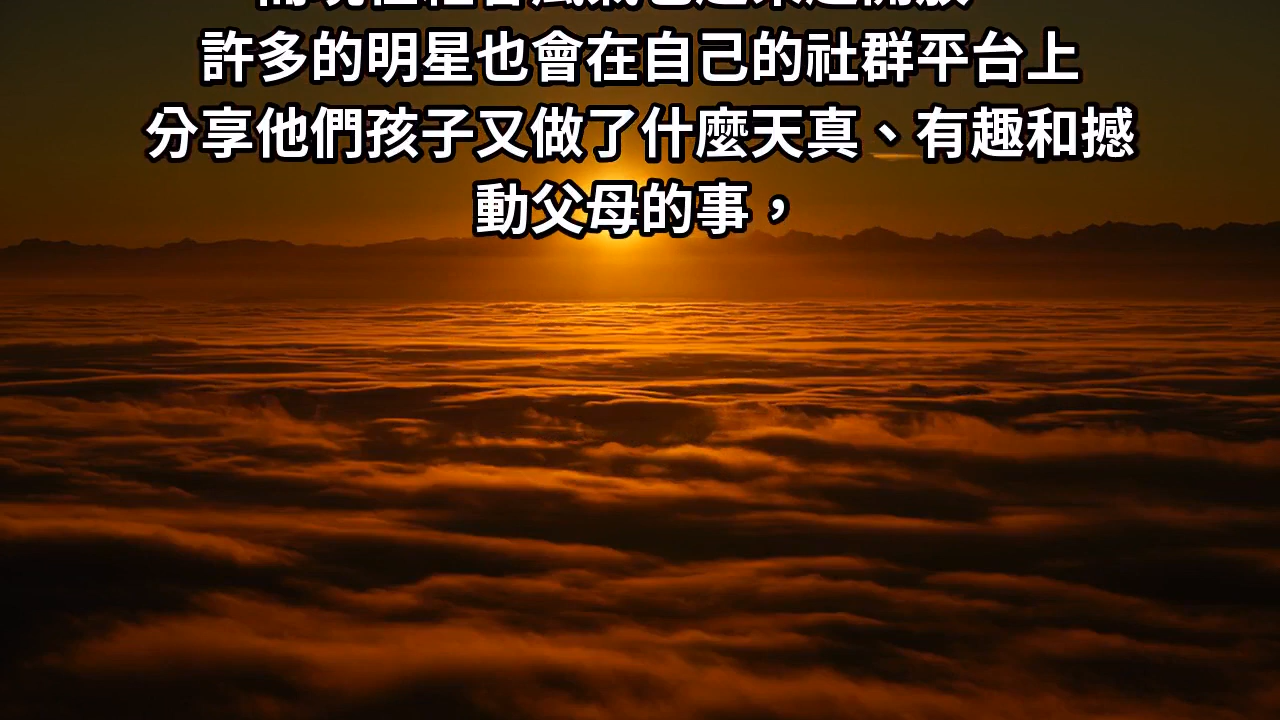 許多的明星也會在自己的社群平台上
分享他們孩子又做了什麼天真、有趣和撼
動父母的事，